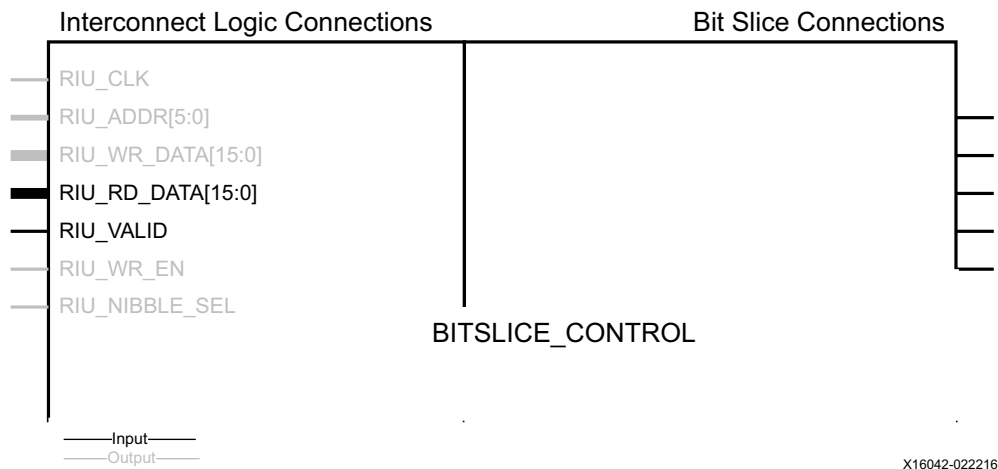 Interconnect Logic Connections
Bit Slice Connections
RIU_CLK
RIU_ADDR[5:0]
RIU_WR_DATA[15:0]
RIU_RD_DATA[15:0]
RIU_VALID
RIU_WR_EN
RIU_NIBBLE_SEL
BITSLICE_CONTROL
Input
Output
X16042-022216